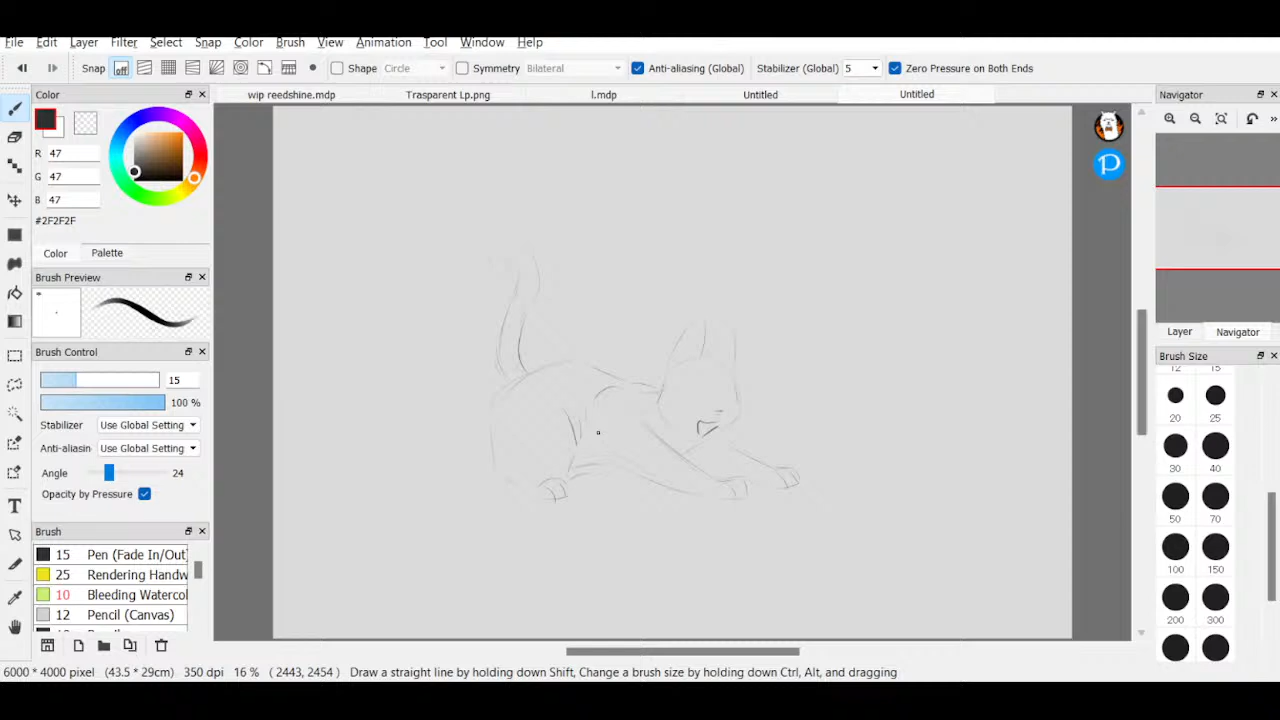 File Edit Layer Filter Select Snap Color Brush View Animation Tool Window Help
Snap off Shape Circle Symmetry Bilateral Anti-aliasing (Global) Stabilizer (Global) 5 Zero Pressure on Both Ends
Color
wip reedshine.mdp Trasparent Lp.png l.mdp Untitled Untitled
Navigator
R 47
G 47
B 47
#2F2F2F
Color Palette
Brush Preview
Brush Control
15
100 %
Stabilizer Use Global Setting
Anti-aliasin Use Global Setting
Angle 24
Opacity by Pressure
Brush
15 Pen (Fade In/Out)
25 Rendering Handw
10 Bleeding Watercol
12 Pencil (Canvas)
Layer Navigator
Brush Size
12 15
20 25
30 40
50 70
100 150
200 300
6000 * 4000 pixel (43.5 * 29cm) 350 dpi 16 % (2443, 2454) Draw a straight line by holding down Shift, Change a brush size by holding down Ctrl, Alt, and dragging